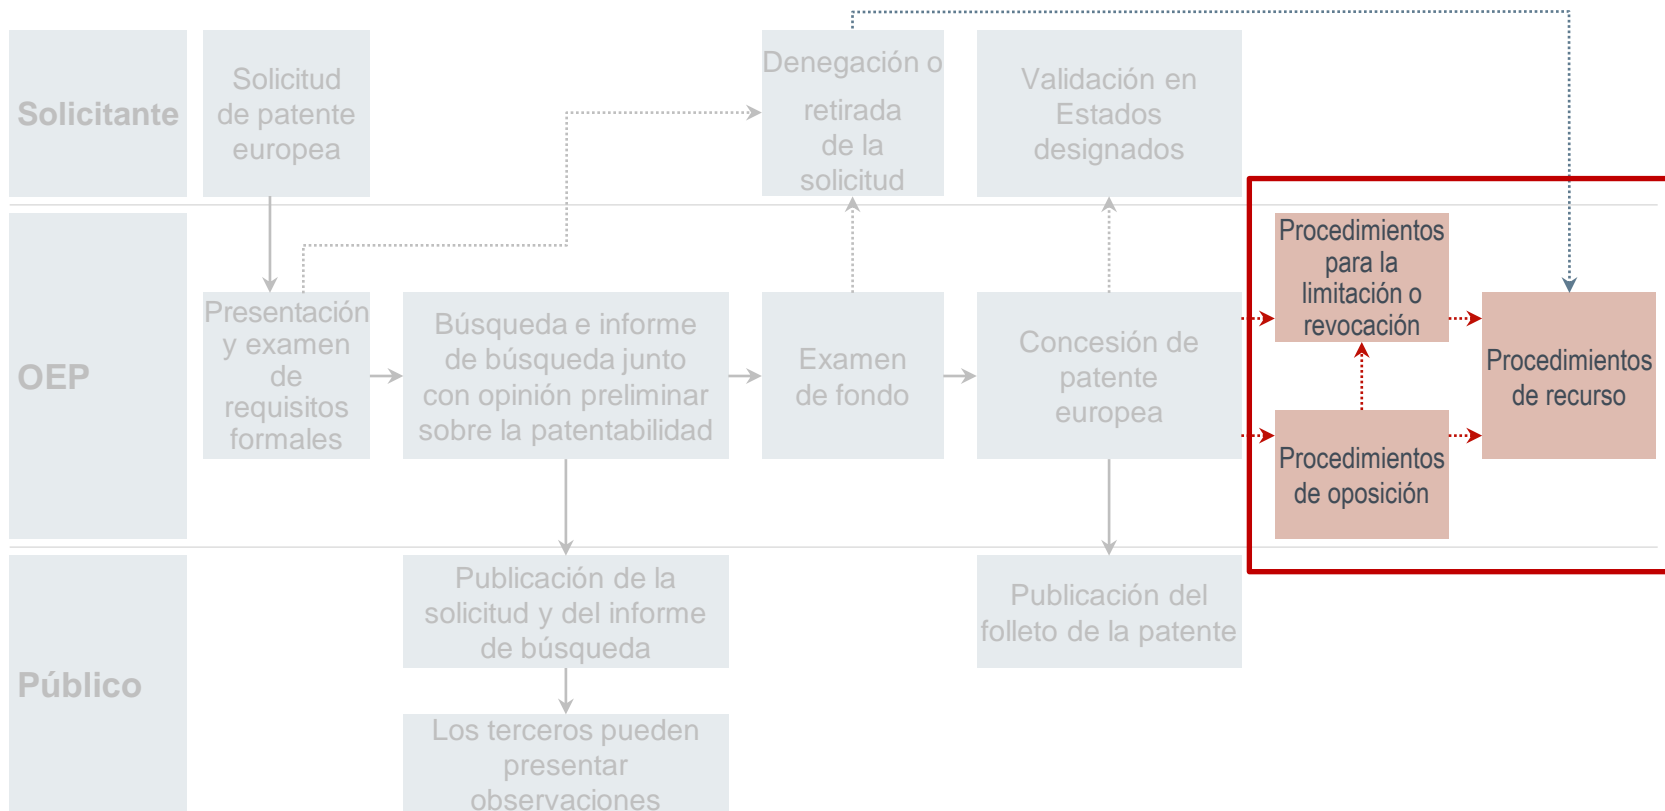 Solicitante
Solicitud
de patente
europea
Denegación o
retirada
de la
solicitud
Validación en
Estados
designados
OEP
Presentación
y examen
de
requisitos
formales
Búsqueda e informe
de búsqueda junto
con opinión preliminar
sobre la patentabilidad
Examen
de fondo
Concesión de
patente
europea
Procedimientos
para la
limitación o
revocación
Procedimientos
de oposición
Procedimientos
de recurso
Público
Publicación de la
solicitud y del informe
de búsqueda
Los terceros pueden
presentar
observaciones
Publicación del
folleto de la patente